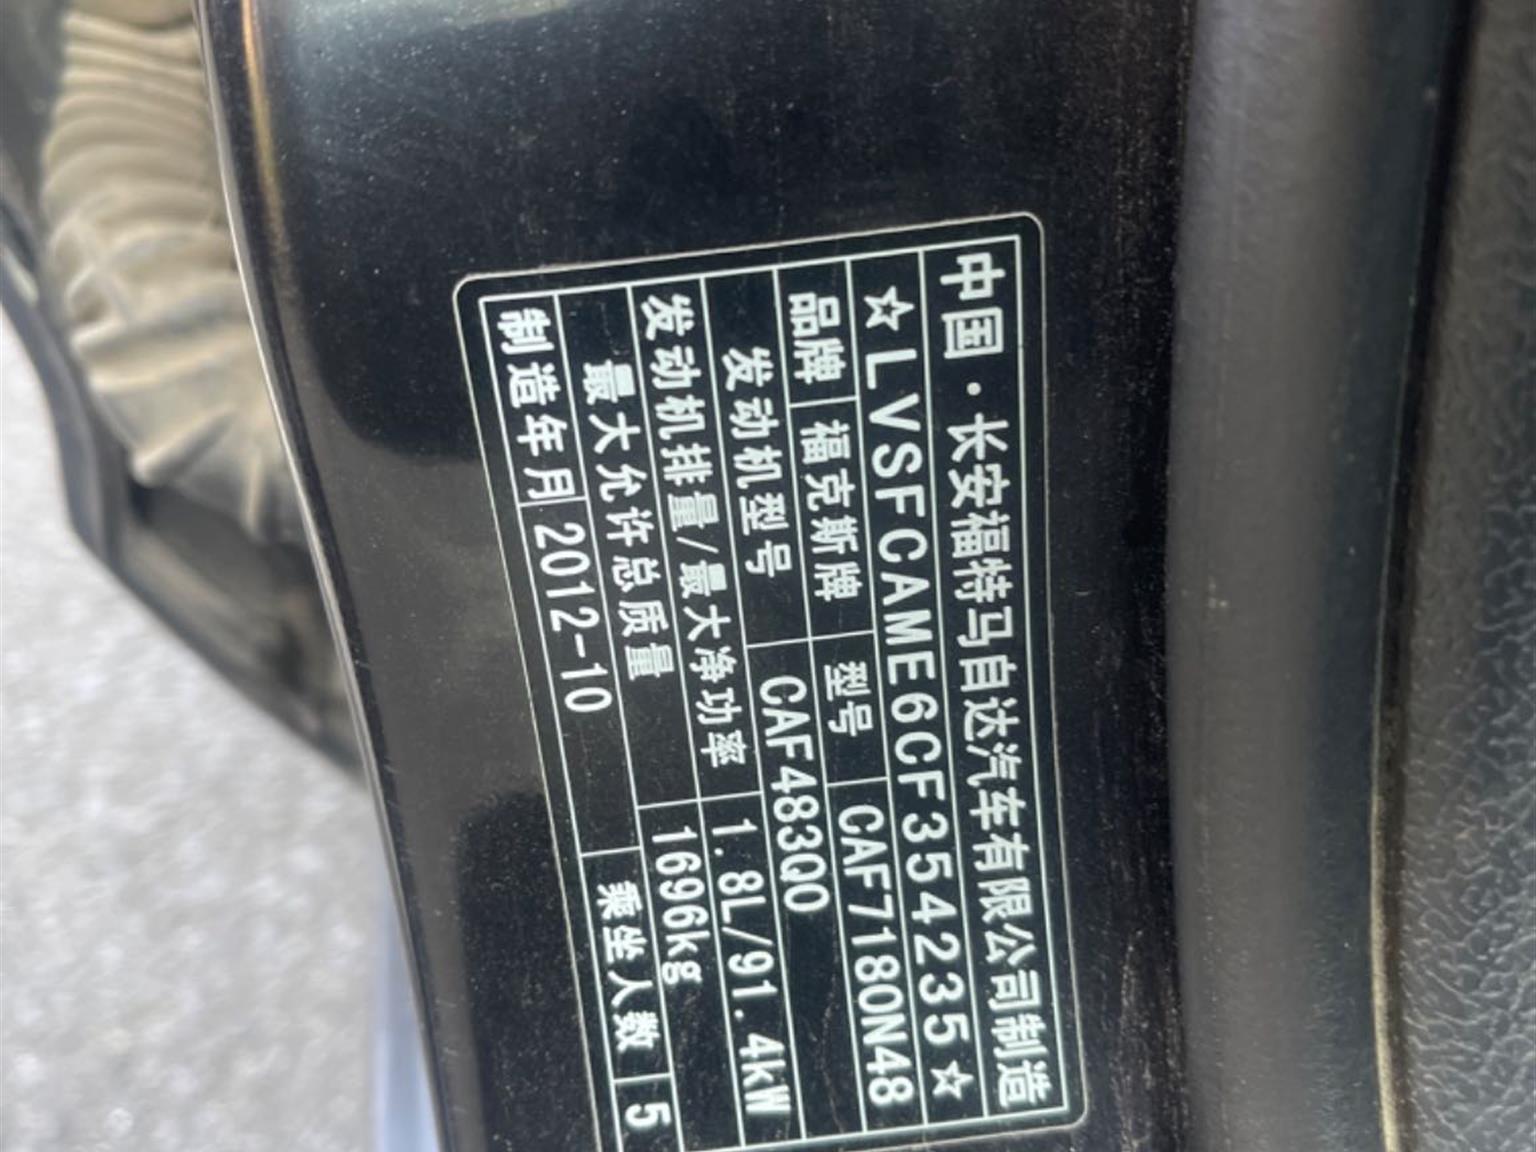 中国·长安福特马自达汽车有限公司制造
☆LVSFCAME6CF354235☆
品牌 福克斯牌 型号 CAF7180N48
发动机型号 CAF483Q0
发动机排量/最大净功率 1.8L/91.4kW
最大允许总质量 1696kg
制造年月 2012-10 乘坐人数 5